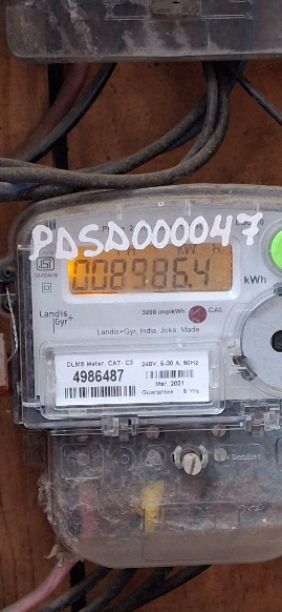 PDSD000047
KW H
008986.4
kWh
3200 imp/kWh
CAL
Landis
Gyr+
Landis+Gyr, India, Joka, Made
DLMS Meter, CAT- C3
4986487
240V, 5-30 A, 50Hz
Mar, 2021
Guarantee 5 Yrs